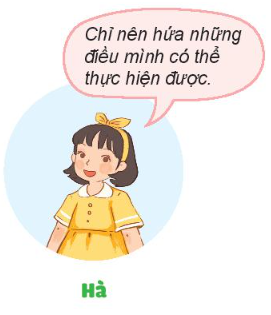 Chỉ nên hứa những
điều mình có thể
thực hiện được.
Hà